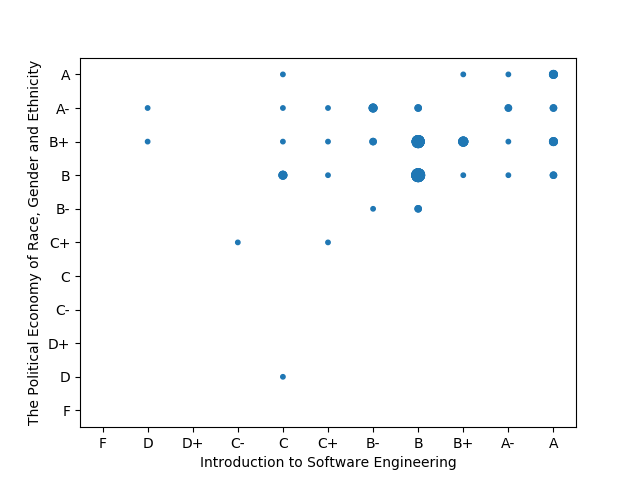 The Political Economy of Race, Gender and Ethnicity
A
A-
B+
B
B-
C+
C
C-
D+
D
F
F D D+ C- C C+ B- B B+ A- A
Introduction to Software Engineering